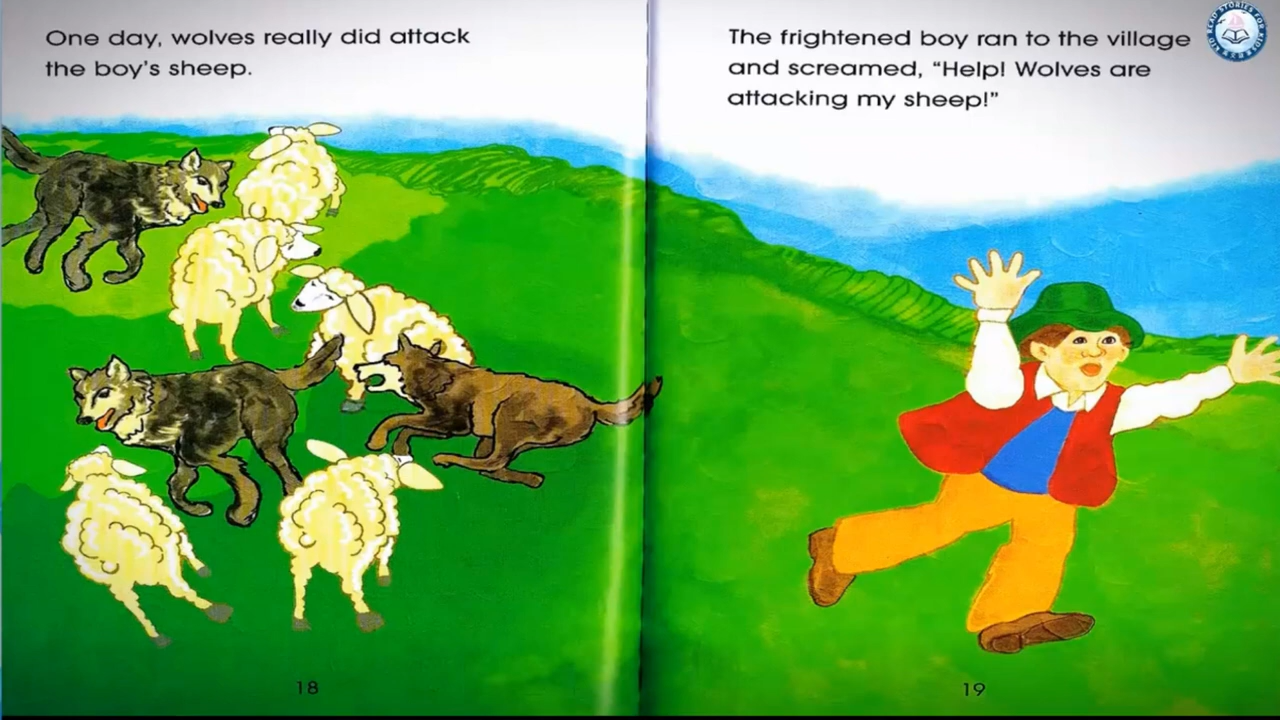 One day, wolves really did attack
the boy's sheep.
The frightened boy ran to the village
and screamed, “Help! Wolves are
attacking my sheep!”
18
19